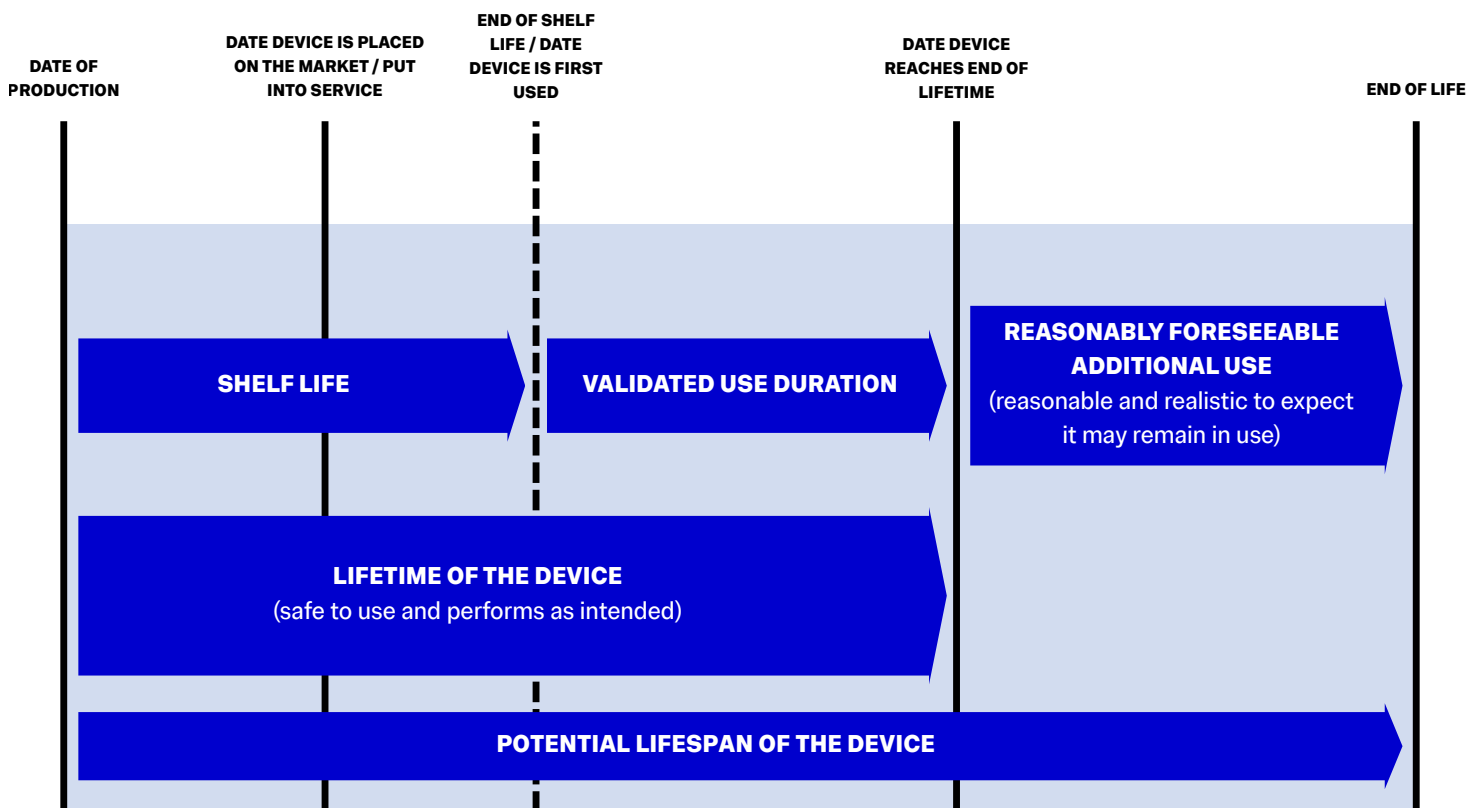 DATE OF
PRODUCTION
DATE DEVICE IS PLACED
ON THE MARKET / PUT
INTO SERVICE
END OF SHELF
LIFE / DATE
DEVICE IS FIRST
USED
DATE DEVICE
REACHES END OF
LIFETIME
END OF LIFE
SHELF LIFE
VALIDATED USE DURATION
REASONABLY FORESEEABLE
ADDITIONAL USE
(reasonable and realistic to expect
it may remain in use)
LIFETIME OF THE DEVICE
(safe to use and performs as intended)
POTENTIAL LIFESPAN OF THE DEVICE